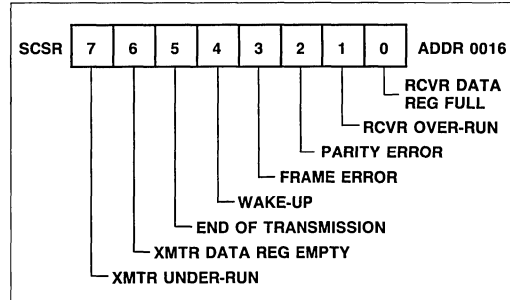 SCSR 7 6 5 4 3 2 1 0 ADDR 0016
RCVR DATA
REG FULL
RCVR OVER-RUN
PARITY ERROR
FRAME ERROR
WAKE-UP
END OF TRANSMISSION
XMTR DATA REG EMPTY
XMTR UNDER-RUN